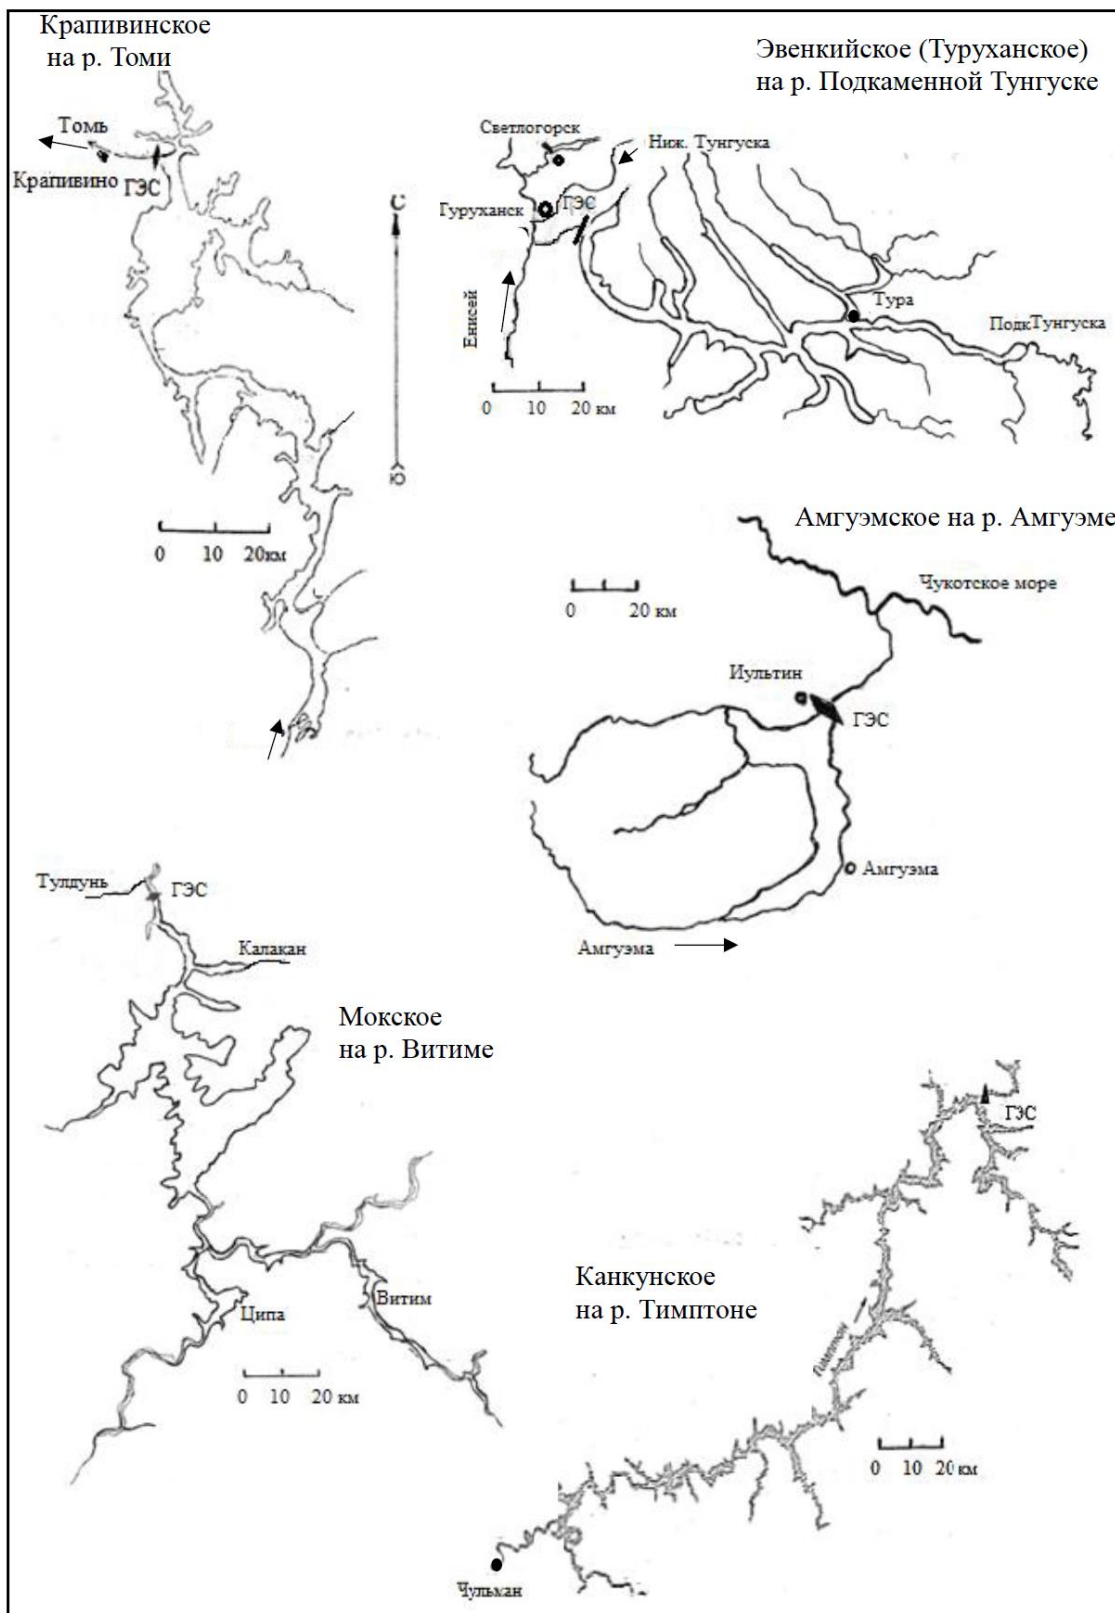 Крапивинское
на р. Томи
Томь
Крапивино
ГЭС
С
Ю
0 10 20км
Эвенкийское (Туруханское)
на р. Подкаменной Тунгуске
Светлогорск
Ниж. Тунгуска
Туруханск
ГЭС
Енисей
Тура
ПодкТунгуска
0 10 20 км
Амгуэмское на р. Амгуэме
0 20 км
Чукотское море
Иультин
ГЭС
Амгуэма
Амгуэма
Тулдунь
ГЭС
Калакан
Мокское
на р. Витиме
Ципа
Витим
0 10 20 км
ГЭС
Канкунское
на р. Тимптоне
Тимптон
0 10 20 км
Чульман